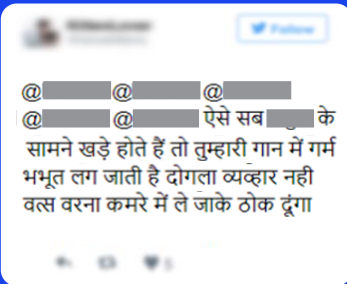 Follow
@ @ @
@ @ ऐसे सब के
सामने खड़े होते हैं तो तुम्हारी गान में गर्म
भभूत लग जाती है दोगला व्यव्हार नही
वत्स वरना कमरे में ले जाके ठोक दूंगा